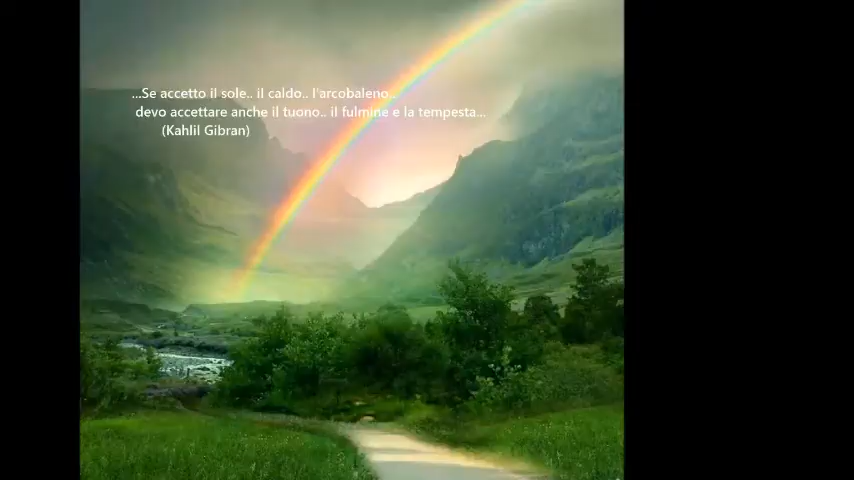 ...Se accetto il sole.. il caldo.. l'arcobaleno..
devo accettare anche il tuono.. il fulmine e la tempesta...
(Kahlil Gibran)